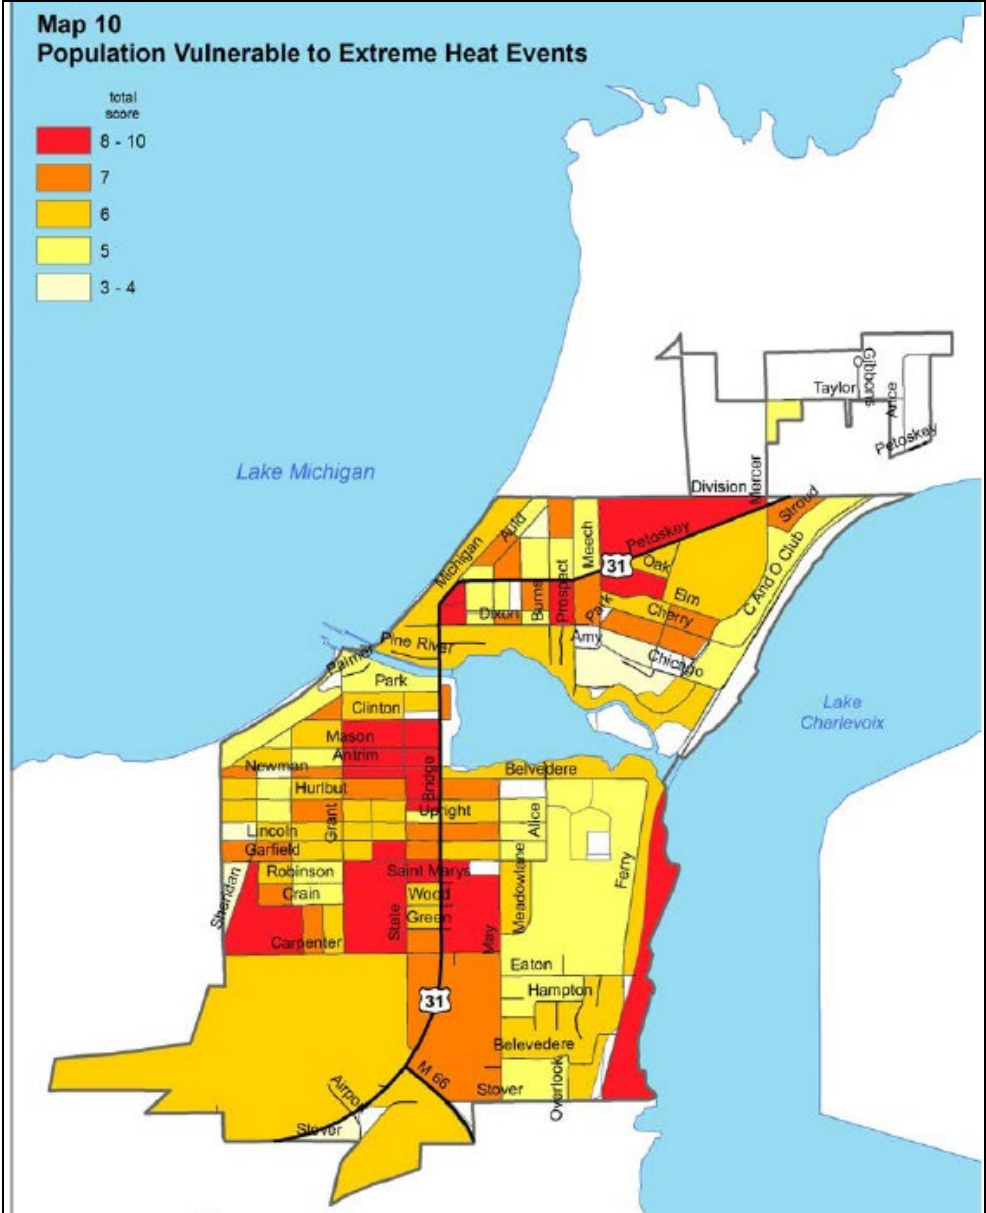 Map 10
Population Vulnerable to Extreme Heat Events
total
score
8 - 10
7
6
5
3 - 4
Gibbons
Taylor
Arice
Petoskey
Lake Michigan
Mercer
Division
Stroud
Auld
Meech
Petoskey
Michigan
31
Oak
C And O Club
Burns
Prospect
Elm
Dixon
Park
Cherry
Amy
Pine River
Chicago
Palmer
Park
Lake
Charlevoix
Clinton
Mason
Antrim
Newman
Bridge
Belvedere
Hurlbut
Grant
Upright
Alice
Lincoln
Garfield
Robinson
Saint Marys
Meadowlane
Ferry
Sheridan
Crain
Wood
State
Green
Carpenter
May
Eaton
Hampton
31
Belevedere
M 66
Stover
Overlook
Airpor
Stover